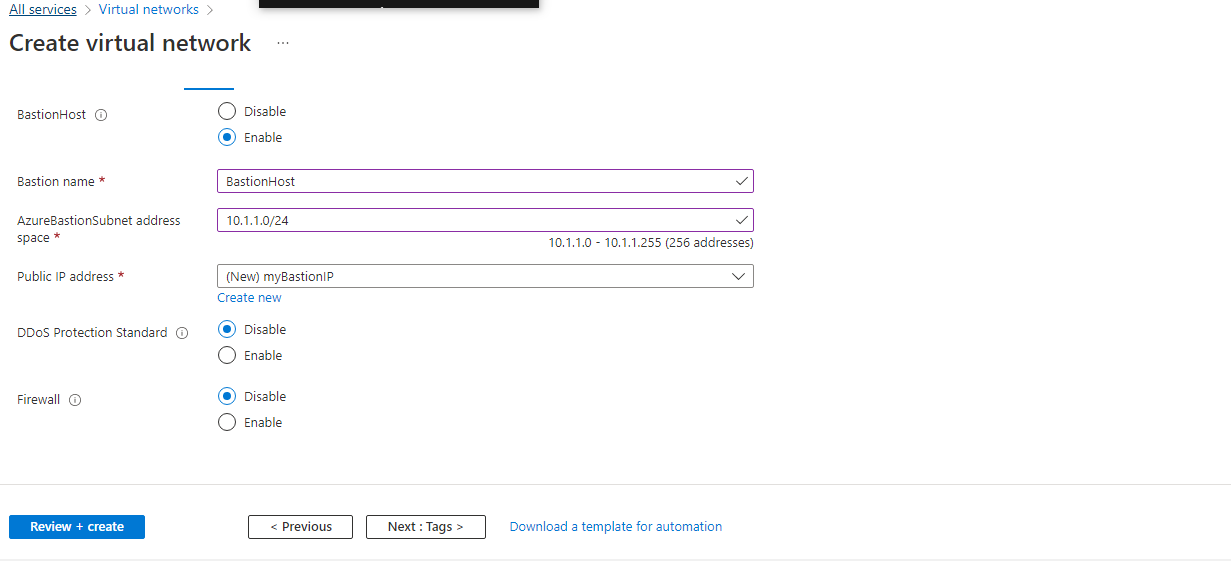 All services > Virtual networks >
Create virtual network ...
BastionHost
Disable
Enable
Bastion name *
BastionHost
AzureBastionSubnet address
space *
10.1.1.0/24
10.1.1.0 - 10.1.1.255 (256 addresses)
Public IP address *
(New) myBastionIP
Create new
DDoS Protection Standard
Disable
Enable
Firewall
Disable
Enable
Review + create
< Previous
Next : Tags >
Download a template for automation